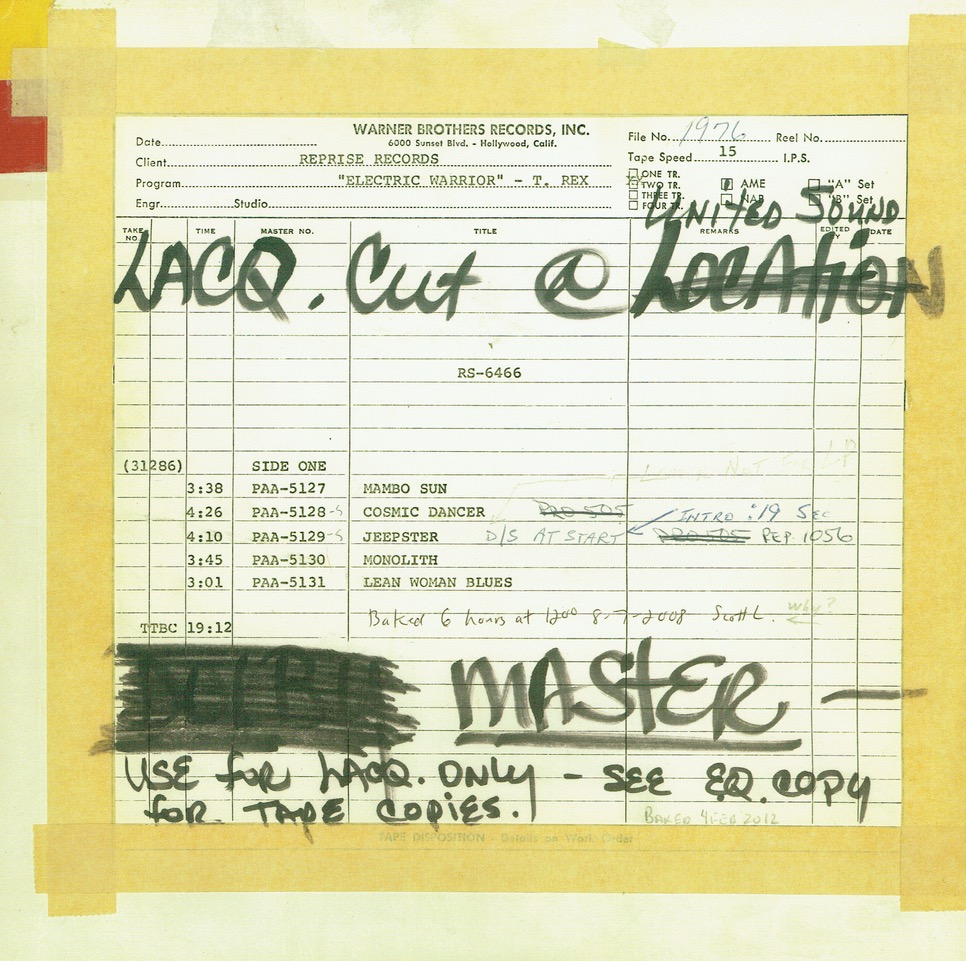 WARNER BROTHERS RECORDS, INC.
6000 Sunset Blvd. - Hollywood, Calif.
Date
File No. 1976 Reel No.
Client REPRISE RECORDS
Tape Speed 15 I.P.S.
Program "ELECTRIC WARRIOR" - T. REX
ONE TR.
TWO TR. AME "A" Set
THREE TR. NAB "B" Set
FOUR TR.
Engr. Studio
UNITED SOUND
TAKE NO. TIME MASTER NO. TITLE REMARKS EDITED BY DATE
LACQ. Cut @ LOCATION
RS-6466
(31286) SIDE ONE
3:38 PAA-5127 MAMBO SUN
4:26 PAA-5128-S COSMIC DANCER PRO 505 INTRO :19 SEC
4:10 PAA-5129-S JEEPSTER D/S AT START PRO 505 REP 1056
3:45 PAA-5130 MONOLITH
3:01 PAA-5131 LEAN WOMAN BLUES
Baked 6 hours at 120° 8-7-2008 Scott L. why?
TTBC 19:12
MASTER —
USE FOR LACQ. ONLY - SEE EQ. COPY
FOR TAPE COPIES.!
BAKED 4 FEB 2012
TAPE DISPOSITION - Details on Work Order